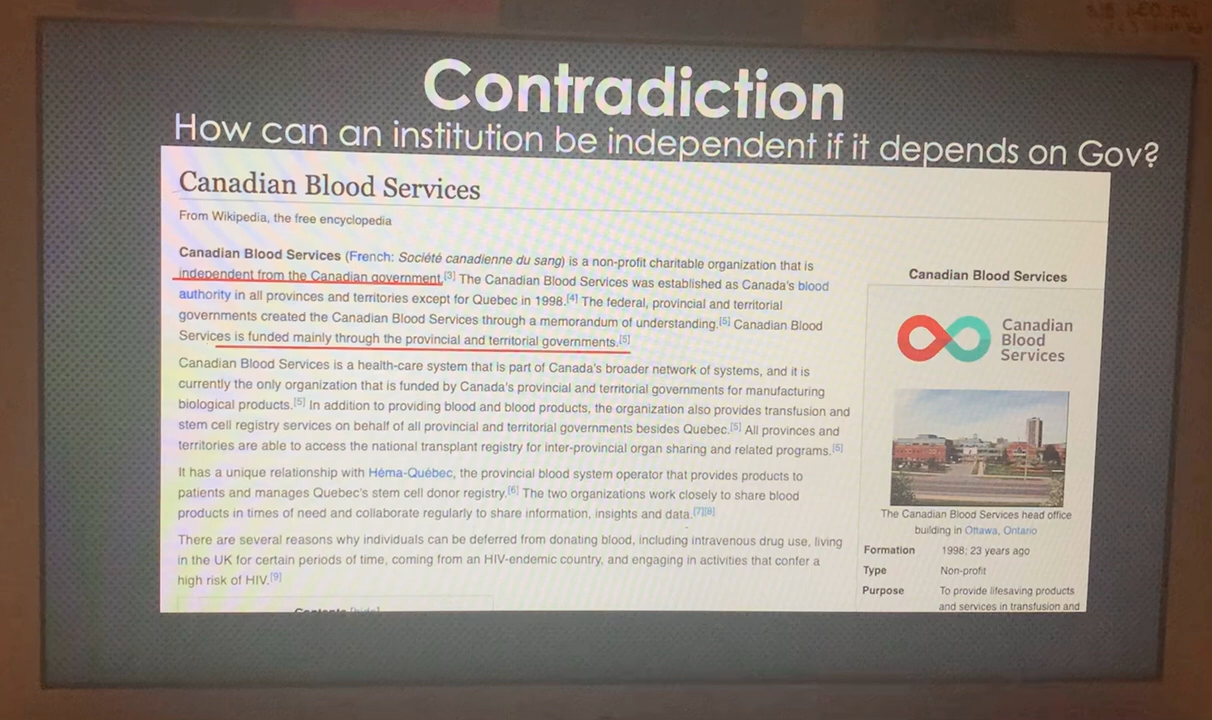 Contradiction
How can an institution be independent if it depends on Gov?
Canadian Blood Services
From Wikipedia, the free encyclopedia
Canadian Blood Services (French: Société canadienne du sang) is a non-profit charitable organization that is
independent from the Canadian government.[3] The Canadian Blood Services was established as Canada's blood
authority in all provinces and territories except for Quebec in 1998.[4] The federal, provincial and territorial
governments created the Canadian Blood Services through a memorandum of understanding.[5] Canadian Blood
Services is funded mainly through the provincial and territorial governments.[5]
Canadian Blood Services is a health-care system that is part of Canada's broader network of systems, and it is
currently the only organization that is funded by Canada's provincial and territorial governments for manufacturing
biological products.[5] In addition to providing blood and blood products, the organization also provides transfusion and
stem cell registry services on behalf of all provincial and territorial governments besides Quebec.[5] All provinces and
territories are able to access the national transplant registry for inter-provincial organ sharing and related programs.[5]
It has a unique relationship with Héma-Québec, the provincial blood system operator that provides products to
patients and manages Quebec's stem cell donor registry.[6] The two organizations work closely to share blood
products in times of need and collaborate regularly to share information, insights and data.[7][8]
There are several reasons why individuals can be deferred from donating blood, including intravenous drug use, living
in the UK for certain periods of time, coming from an HIV-endemic country, and engaging in activities that confer a
high risk of HIV.[9]
Contents [hide]
Canadian Blood Services
Canadian
Blood
Services
The Canadian Blood Services head office
building in Ottawa, Ontario
Formation 1998; 23 years ago
Type Non-profit
Purpose To provide lifesaving products
and services in transfusion and